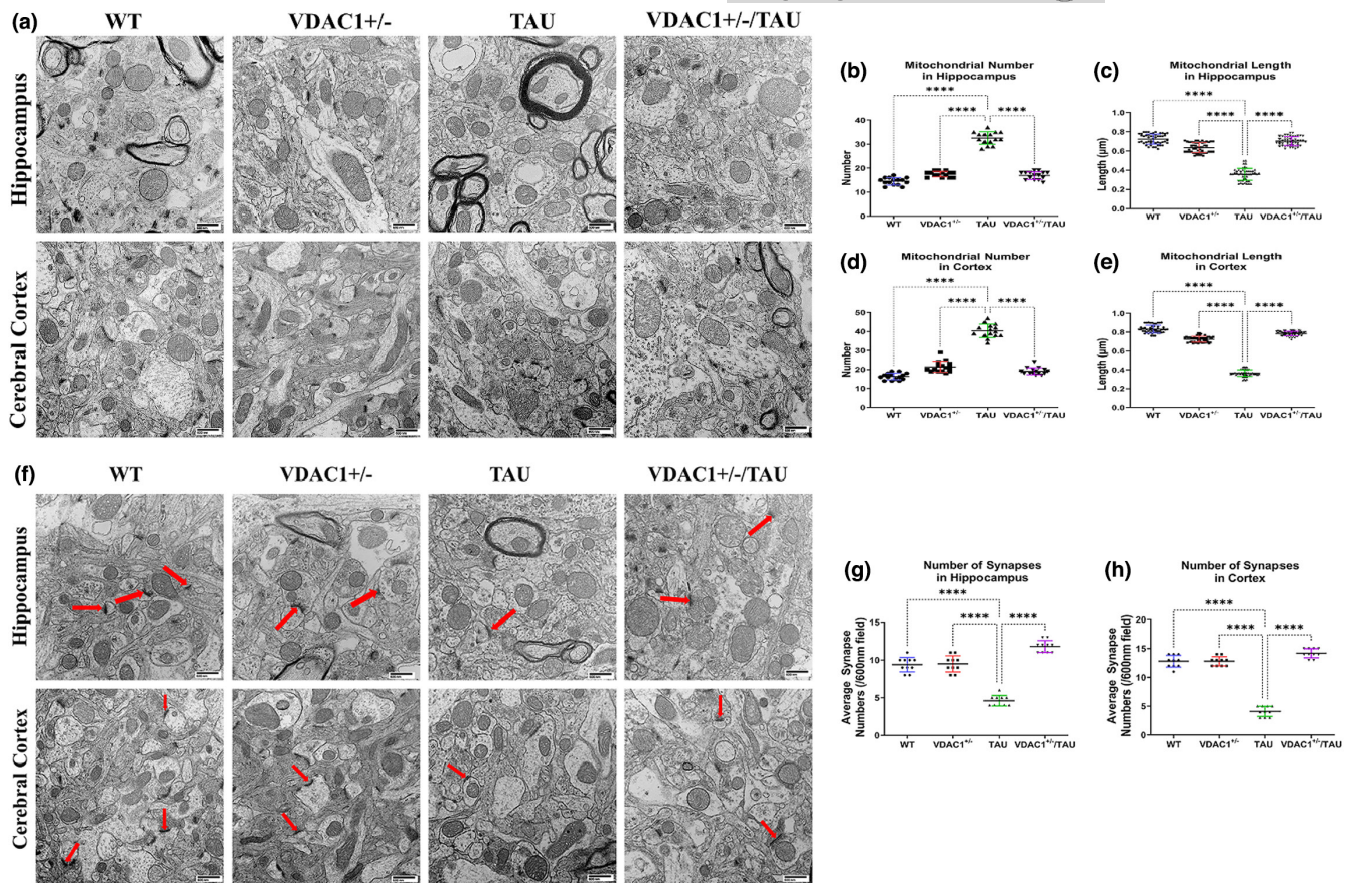 (a)
WT
VDAC1+/-
TAU
VDAC1+/-/TAU
Hippocampus
Cerebral Cortex
(b)
Mitochondrial Number
in Hippocampus
****
**** ****
Number
40
30
20
10
0
WT VDAC1+/- TAU VDAC1+/-/TAU
(c)
Mitochondrial Length
in Hippocampus
****
**** ****
Length (µm)
1.0
0.8
0.6
0.4
0.2
0.0
WT VDAC1+/- TAU VDAC1+/-/TAU
(d)
Mitochondrial Number
in Cortex
****
**** ****
Number
50
40
30
20
10
0
WT VDAC1+/- TAU VDAC1+/-/TAU
(e)
Mitochondrial Length
in Cortex
****
**** ****
Length (µm)
1.0
0.8
0.6
0.4
0.2
0.0
WT VDAC1+/- TAU VDAC1+/-/TAU
(f)
WT
VDAC1+/-
TAU
VDAC1+/-/TAU
Hippocampus
Cerebral Cortex
(g)
Number of Synapses
in Hippocampus
****
**** ****
Average Synapse
Numbers (/600nm field)
15
10
5
0
WT VDAC1+/- TAU VDAC1+/-/TAU
(h)
Number of Synapses
in Cortex
****
**** ****
Average Synapse
Numbers (/600nm field)
20
15
10
5
0
WT VDAC1+/- TAU VDAC1+/-/TAU